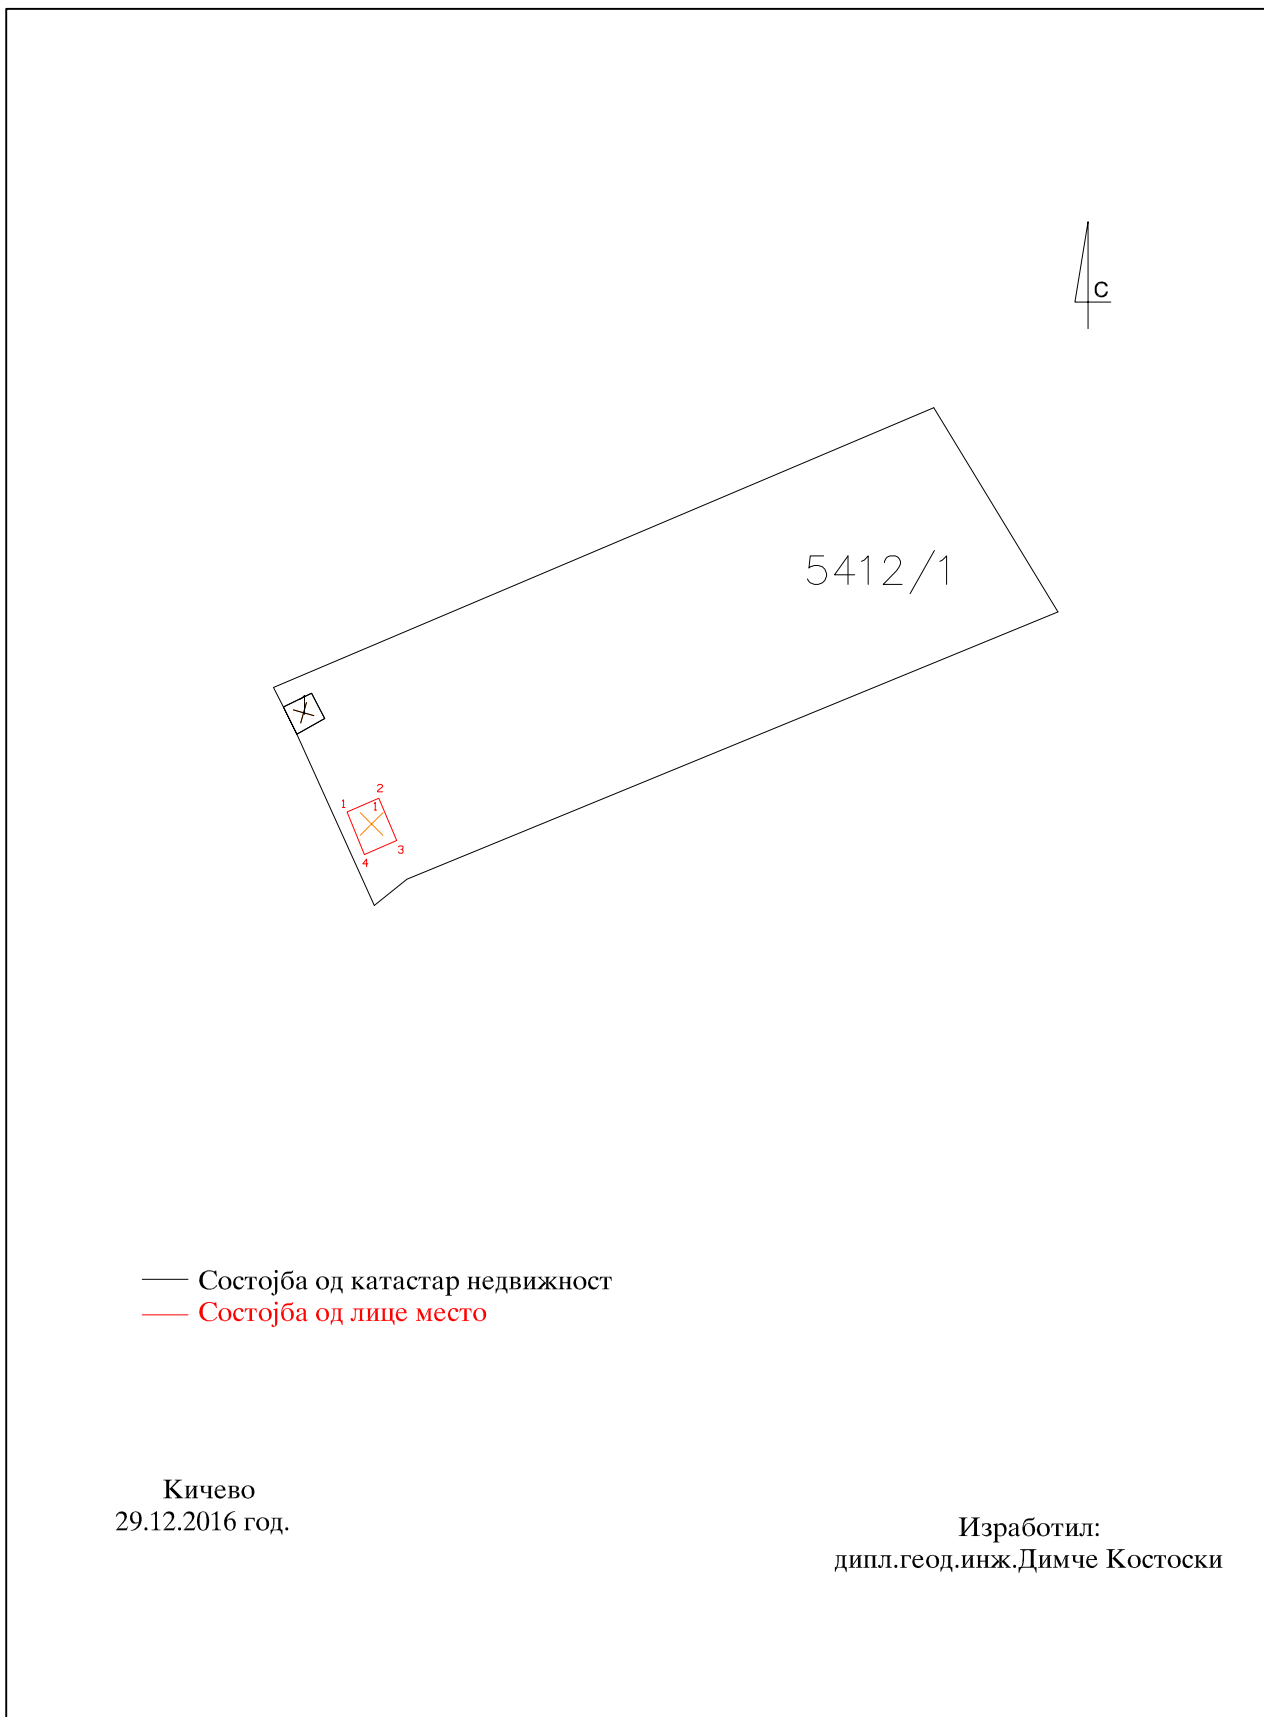 С
5412/1
1
2
1
3
4
Состојба од катастар недвижност
Состојба од лице место
Кичево
29.12.2016 год.
Изработил:
дипл.геод.инж.Димче Костоски